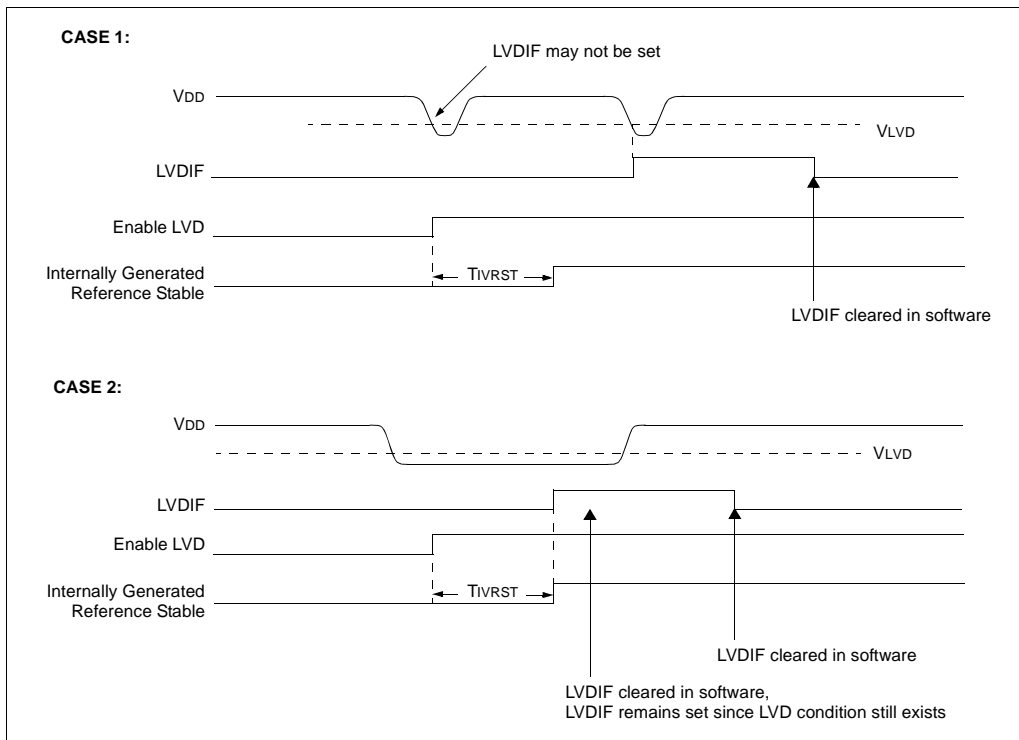 CASE 1:
LVDIF may not be set
VDD
VLVD
LVDIF
Enable LVD
TIVRST
Internally Generated
Reference Stable
LVDIF cleared in software
CASE 2:
VDD
VLVD
LVDIF
Enable LVD
TIVRST
Internally Generated
Reference Stable
LVDIF cleared in software
LVDIF cleared in software,
LVDIF remains set since LVD condition still exists